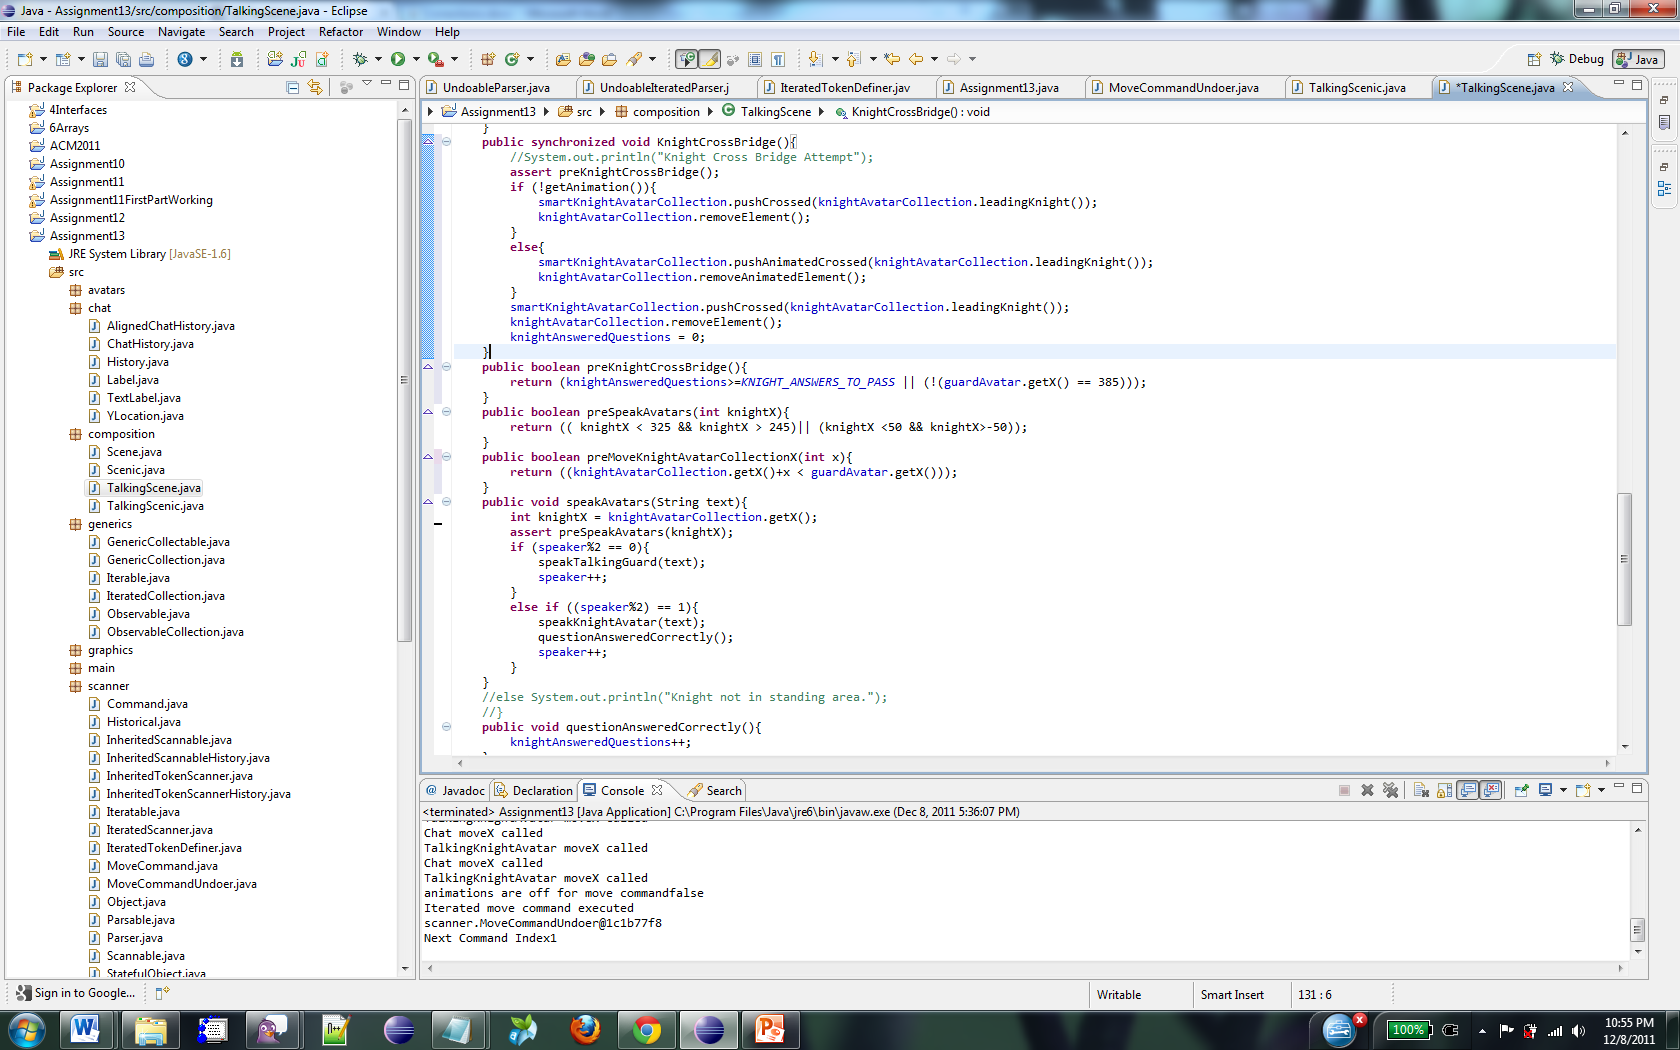 Java - Assignment13/src/composition/TalkingScene.java - Eclipse
File Edit Run Source Navigate Search Project Refactor Window Help
Debug Java
Package Explorer
UndoableParser.java UndoableIteratedParser.j IteratedTokenDefiner.jav Assignment13.java MoveCommandUndoer.java TalkingScenic.java *TalkingScene.java
Assignment13 src composition TalkingScene KnightCrossBridge() : void
4Interfaces
6Arrays
ACM2011
Assignment10
Assignment11
Assignment11FirstPartWorking
Assignment12
Assignment13
JRE System Library [JavaSE-1.6]
src
avatars
chat
AlignedChatHistory.java
ChatHistory.java
History.java
Label.java
TextLabel.java
YLocation.java
composition
Scene.java
Scenic.java
TalkingScene.java
TalkingScenic.java
generics
GenericCollectable.java
GenericCollection.java
Iterable.java
IteratedCollection.java
Observable.java
ObservableCollection.java
graphics
main
scanner
Command.java
Historical.java
InheritedScannable.java
InheritedScannableHistory.java
InheritedTokenScanner.java
InheritedTokenScannerHistory.java
Iteratable.java
IteratedScanner.java
IteratedTokenDefiner.java
MoveCommand.java
MoveCommandUndoer.java
Object.java
Parsable.java
Parser.java
Scannable.java
StatefulObject.java
}
public synchronized void KnightCrossBridge(){
//System.out.println("Knight Cross Bridge Attempt");
assert preKnightCrossBridge();
if (!getAnimation()){
smartKnightAvatarCollection.pushCrossed(knightAvatarCollection.leadingKnight());
knightAvatarCollection.removeElement();
}
else{
smartKnightAvatarCollection.pushAnimatedCrossed(knightAvatarCollection.leadingKnight());
knightAvatarCollection.removeAnimatedElement();
}
smartKnightAvatarCollection.pushCrossed(knightAvatarCollection.leadingKnight());
knightAvatarCollection.removeElement();
knightAnsweredQuestions = 0;
}
public boolean preKnightCrossBridge(){
return (knightAnsweredQuestions>=KNIGHT_ANSWERS_TO_PASS || (!(guardAvatar.getX() == 385)));
}
public boolean preSpeakAvatars(int knightX){
return (( knightX < 325 && knightX > 245)|| (knightX <50 && knightX>-50));
}
public boolean preMoveKnightAvatarCollectionX(int x){
return ((knightAvatarCollection.getX()+x < guardAvatar.getX()));
}
public void speakAvatars(String text){
int knightX = knightAvatarCollection.getX();
assert preSpeakAvatars(knightX);
if (speaker%2 == 0){
speakTalkingGuard(text);
speaker++;
}
else if ((speaker%2) == 1){
speakKnightAvatar(text);
questionAnsweredCorrectly();
speaker++;
}
}
//else System.out.println("Knight not in standing area.");
//}
public void questionAnsweredCorrectly(){
knightAnsweredQuestions++;
Javadoc Declaration Console Search
<terminated> Assignment13 [Java Application] C:\Program Files\Java\jre6\bin\javaw.exe (Dec 8, 2011 5:36:07 PM)
TalkingKnightAvatar moveX called
Chat moveX called
TalkingKnightAvatar moveX called
Chat moveX called
TalkingKnightAvatar moveX called
animations are off for move commandfalse
Iterated move command executed
scanner.MoveCommandUndoer@1c1b77f8
Next Command Index1
Sign in to Google...
Writable Smart Insert 131 : 6
100%
10:55 PM
12/8/2011